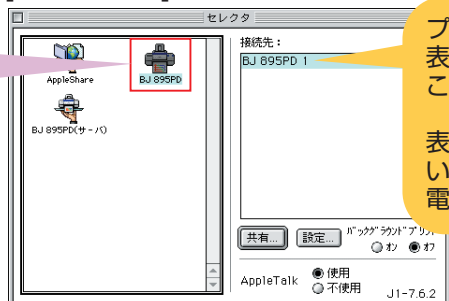 セレクタ
AppleShare
BJ 895PD
BJ 895PD(サーバ)
接続先：
BJ 895PD 1
共有...
設定...
バックグラウンドプリント
オン
オフ
AppleTalk
使用
不使用
J1-7.6.2
プ
表
こ
表
い
電